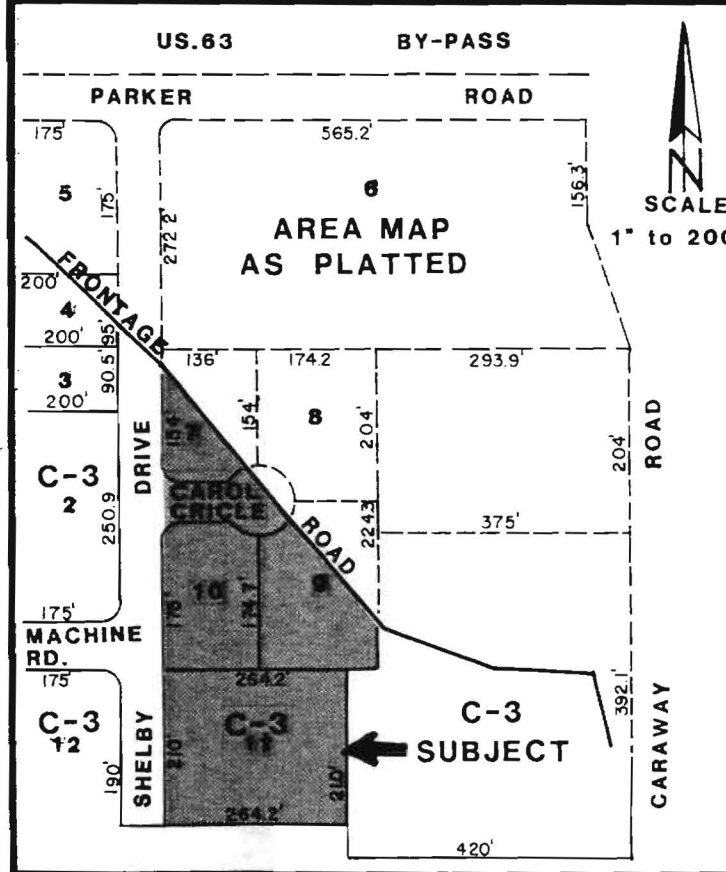 US.63 BY-PASS
PARKER ROAD
175'
565.2'
5
175'
272.2'
6
156.3'
SCALE
1" to 200
AREA MAP
AS PLATTED
FRONTAGE
200'
4
95'
200'
136'
174.2'
293.9'
3
90.5'
200'
154'
154'
8
204'
204'
ROAD
C-3
2
250.9
DRIVE
CAROL
CRICLE
ROAD
224.3
375'
10
175'
174.7'
9
175'
MACHINE
RD.
175'
264.2'
392.1'
C-3
12
190'
SHELBY
210'
C-3
11
210'
264.2'
C-3
SUBJECT
CARAWAY
420'